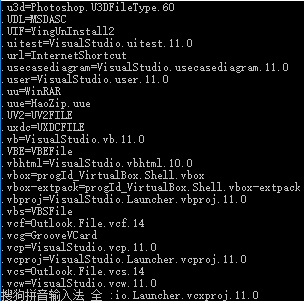 .u3d=Photoshop.U3DFileType.60
.UDL=MSDASC
.UIF=YingUnInstall2
.uitest=VisualStudio.uitest.11.0
.url=InternetShortcut
.usecasediagram=VisualStudio.usecasediagram.11.0
.user=VisualStudio.user.11.0
.uu=WinRAR
.uue=HaoZip.uue
.UV2=UV2FILE
.uxdc=UXDCFILE
.vb=VisualStudio.vb.11.0
.VBE=VBEFile
.vbhtml=VisualStudio.vbhtml.10.0
.vbox=progId_VirtualBox.Shell.vbox
.vbox-extpack=progId_VirtualBox.Shell.vbox-extpack
.vbproj=VisualStudio.Launcher.vbproj.11.0
.vbs=VBSFile
.vcf=Outlook.File.vcf.14
.vcg=GrooveVCard
.vcp=VisualStudio.vcp.11.0
.vcproj=VisualStudio.Launcher.vcproj.11.0
.vcs=Outlook.File.vcs.14
.vcw=VisualStudio.vcw.11.0
搜狗拼音输入法 全 :io.Launcher.vcxproj.11.0